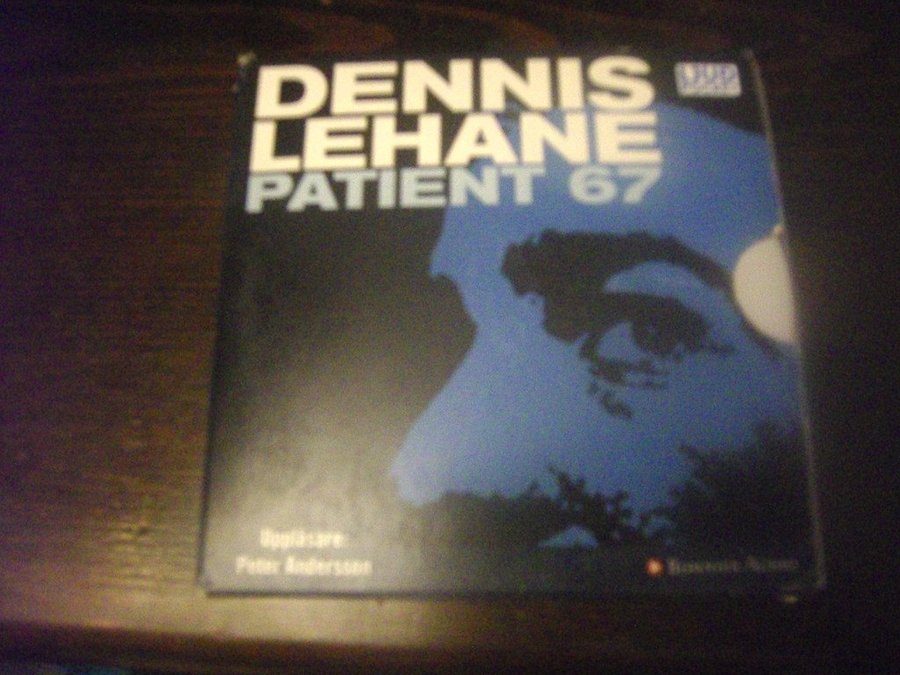 DENNIS
LEHANE
PATIENT 67
Uppläsare:
Peter Andersson